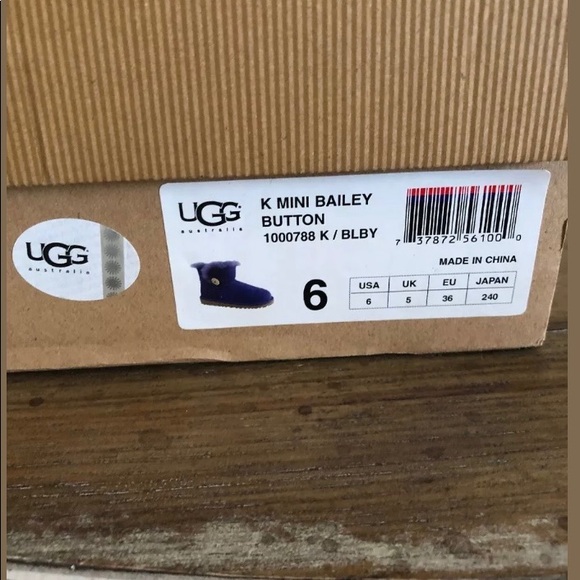 UGG
australia
UGG
australia
K MINI BAILEY
BUTTON
1000788 K / BLBY
7 37872 56100 0
MADE IN CHINA
6
USA UK EU JAPAN
6 5 36 240